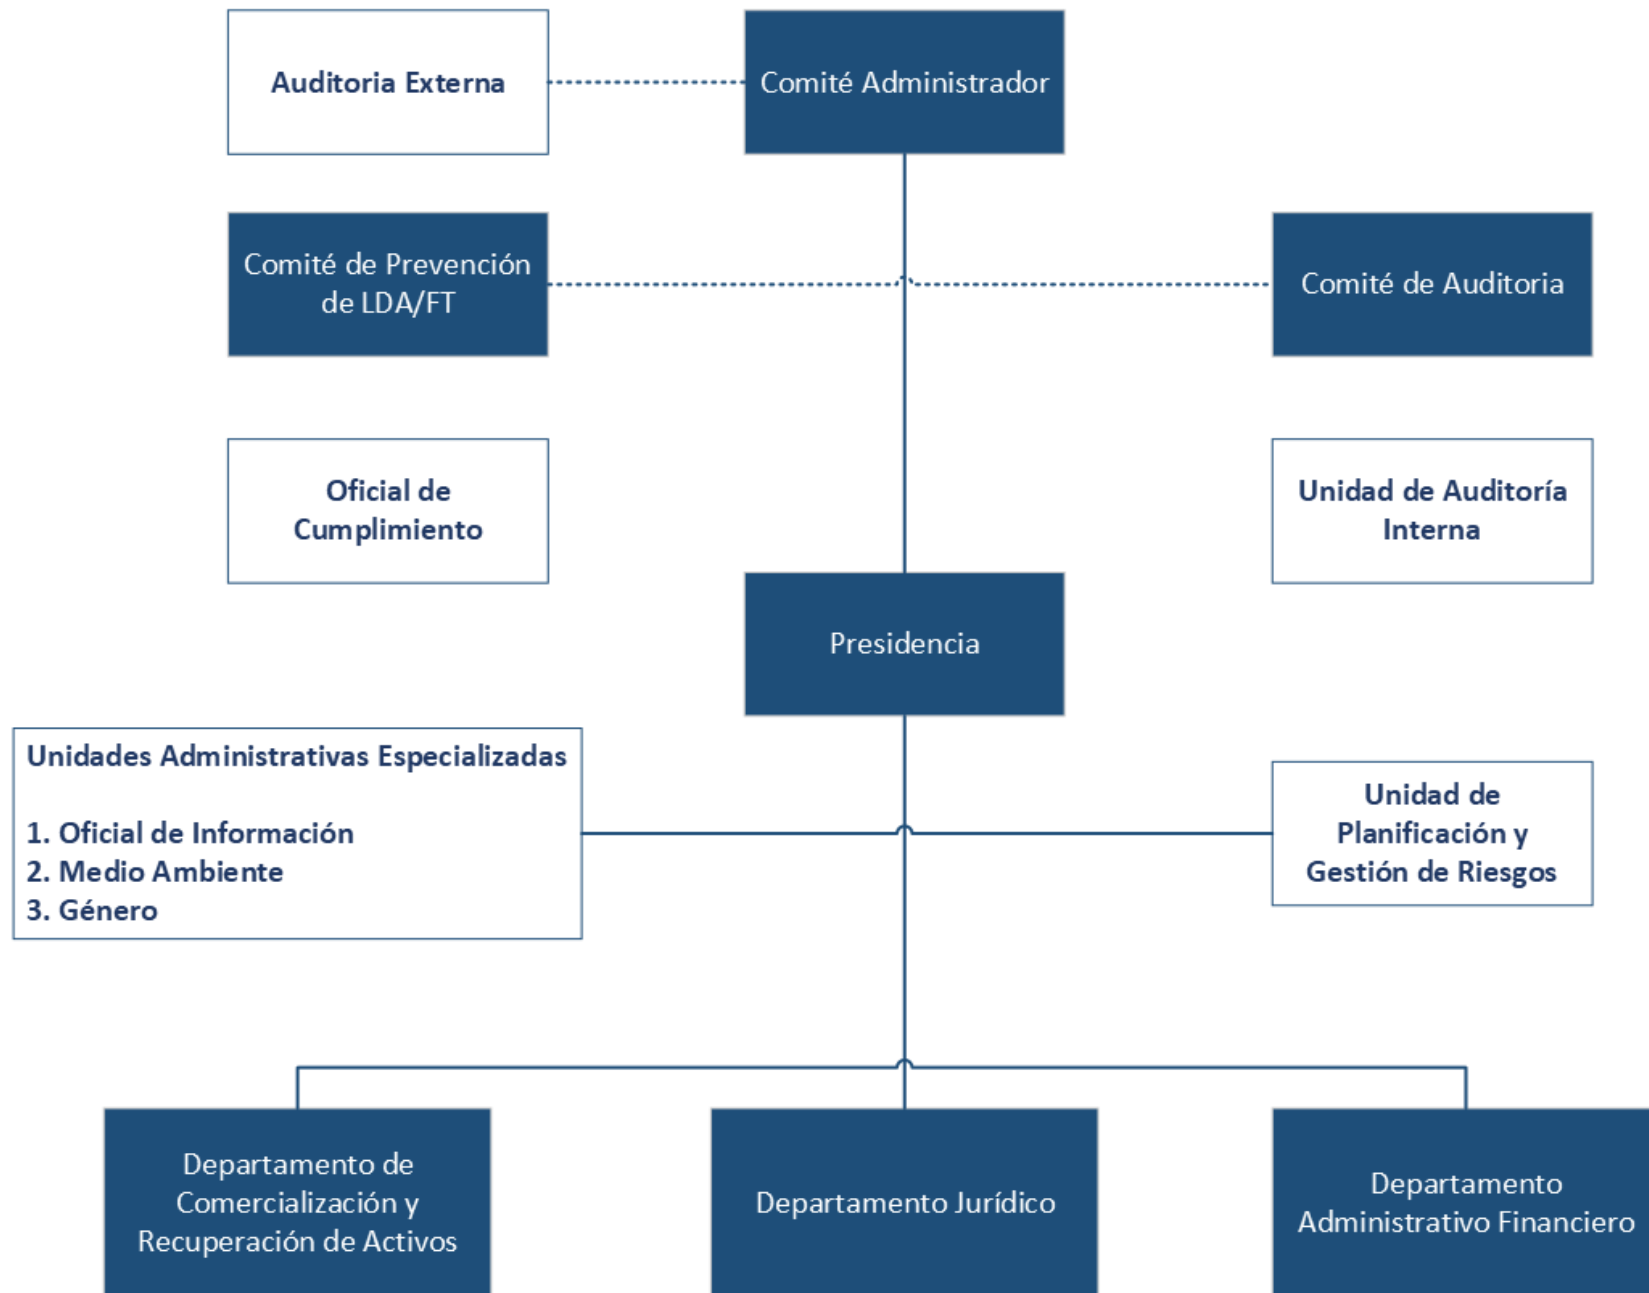 Auditoria Externa
Comité Administrador
Comité de Prevención
de LDA/FT
Comité de Auditoria
Oficial de
Cumplimiento
Unidad de Auditoría
Interna
Presidencia
Unidades Administrativas Especializadas
1. Oficial de Información
2. Medio Ambiente
3. Género
Unidad de
Planificación y
Gestión de Riesgos
Departamento de
Comercialización y
Recuperación de Activos
Departamento Jurídico
Departamento
Administrativo Financiero